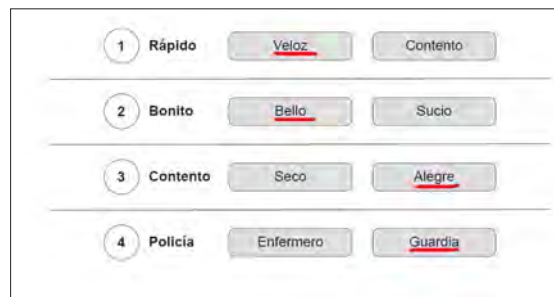 1 Rápido Veloz Contento
2 Bonito Bello Sucio
3 Contento Seco Alegre
4 Policía Enfermero Guardia